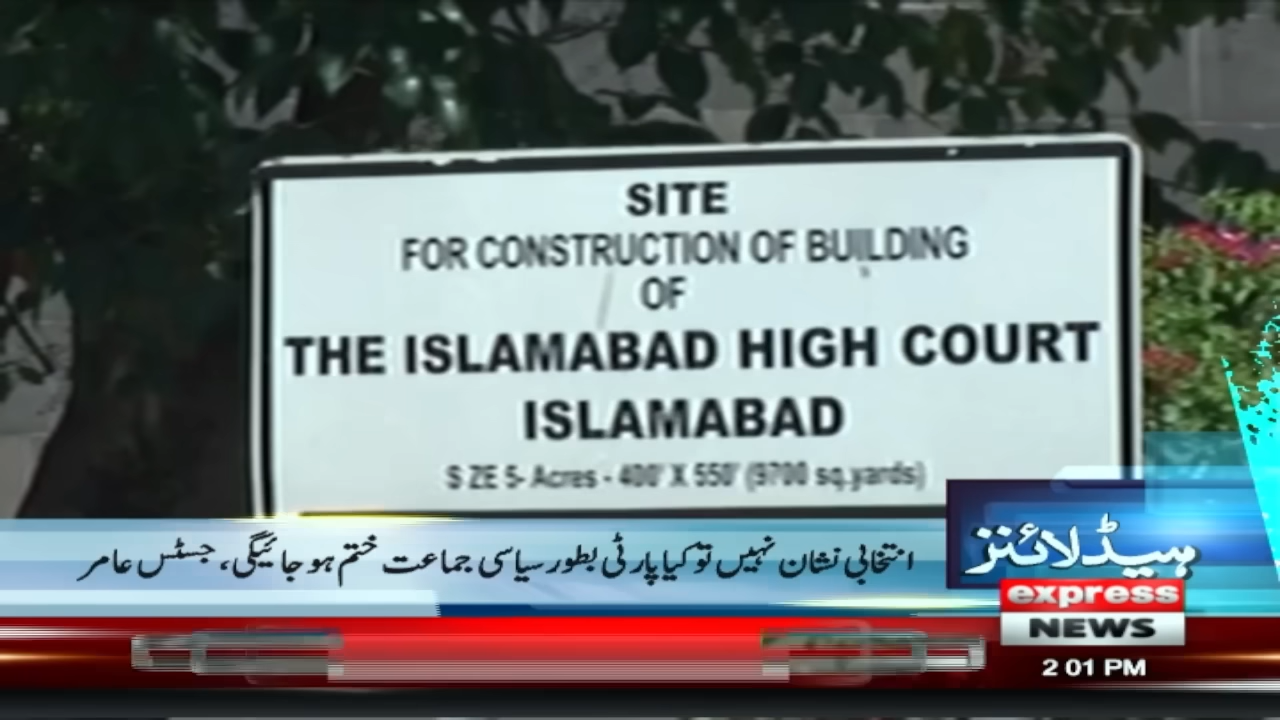 SITE
FOR CONSTRUCTION OF BUILDING
OF
THE ISLAMABAD HIGH COURT
ISLAMABAD
S ZE 5- Acres - 400' X 550' (9700 sq.yards)
ہیڈلائنز
انتخابی نشان نہیں تو کیا پارٹی بطور سیاسی جماعت ختم ہو جائیگی، جسٹس عامر
express
NEWS
2 01 PM